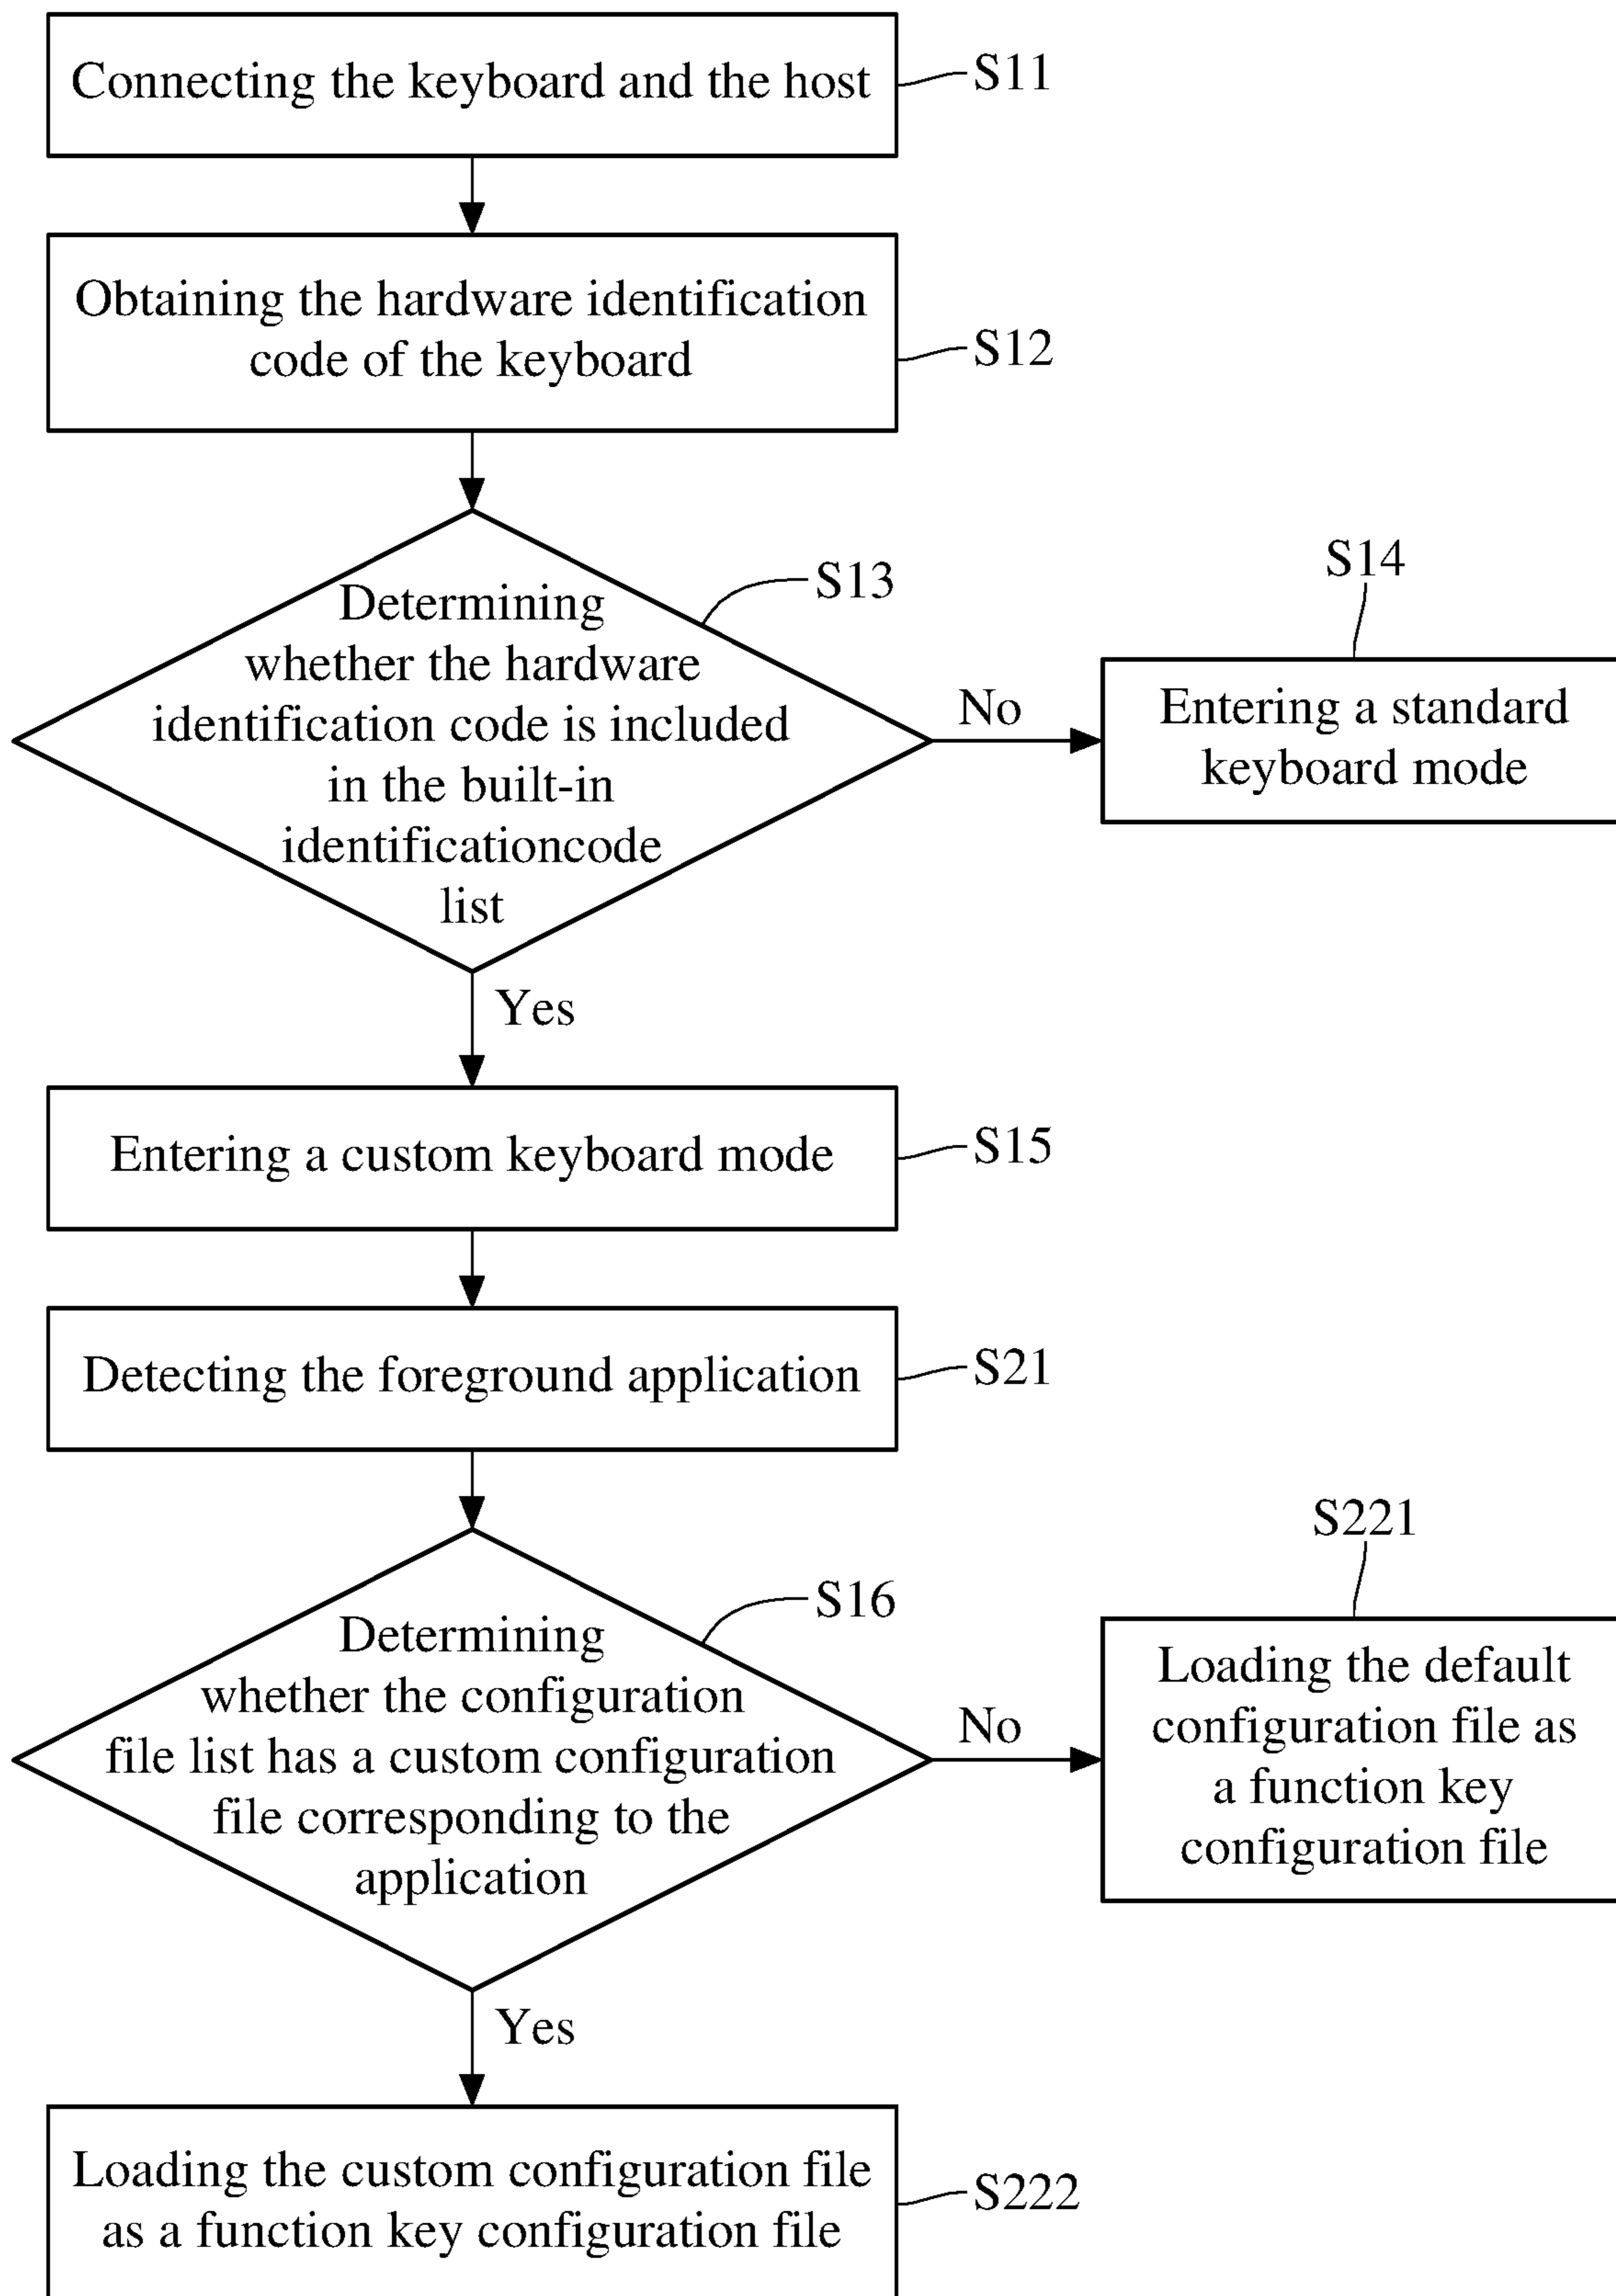 Connecting the keyboard and the host
S11
Obtaining the hardware identification
code of the keyboard
S12
Determining
whether the hardware
identification code is included
in the built-in
identificationcode
list
S13
No
S14
Entering a standard
keyboard mode
Yes
Entering a custom keyboard mode
S15
Detecting the foreground application
S21
Determining
whether the configuration
file list has a custom configuration
file corresponding to the
application
S16
No
S221
Loading the default
configuration file as
a function key
configuration file
Yes
Loading the custom configuration file
as a function key configuration file
S222